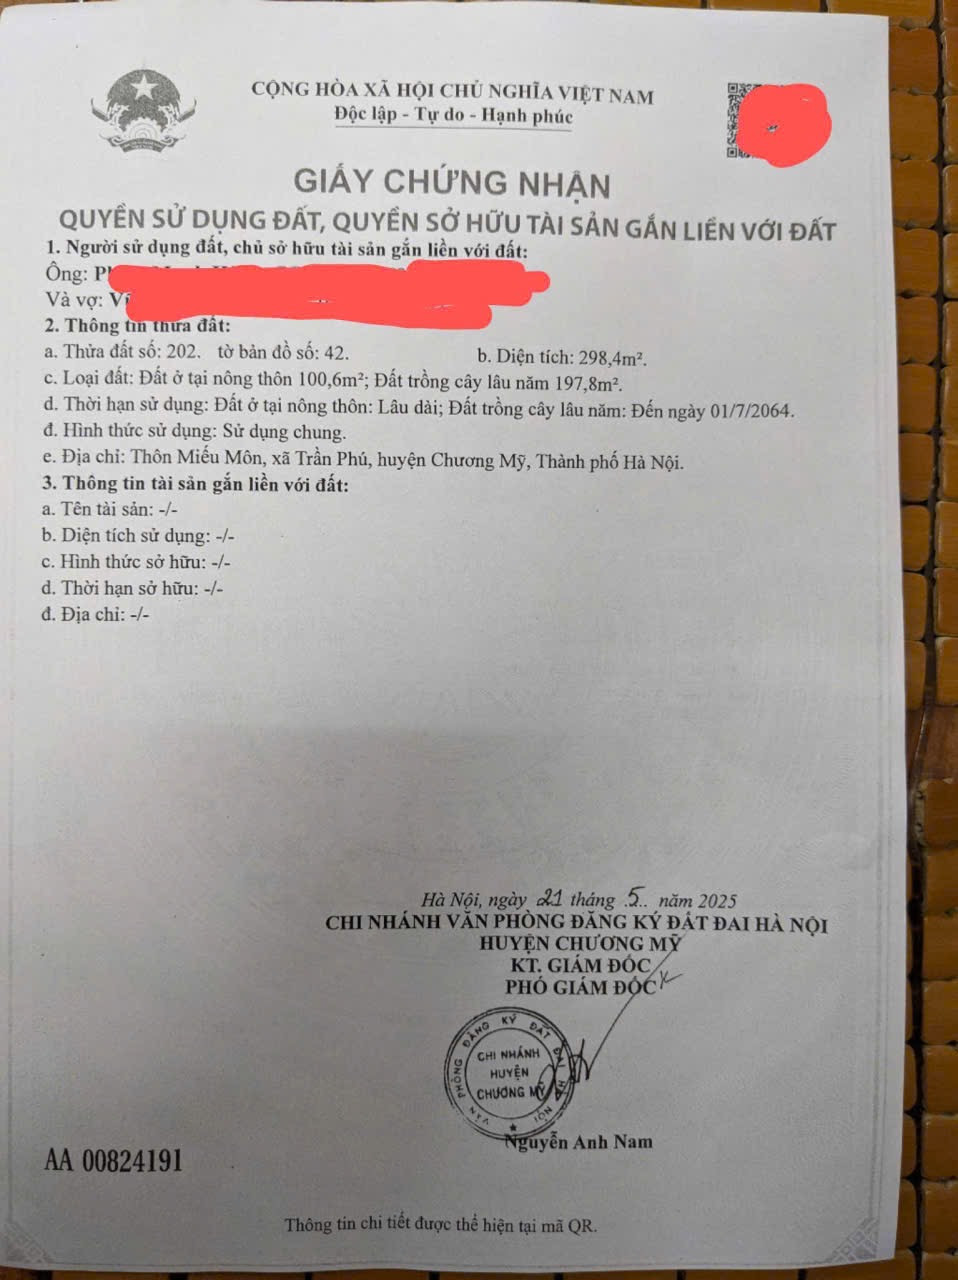 CỘNG HÒA XÃ HỘI CHỦ NGHĨA VIỆT NAM
Độc lập - Tự do - Hạnh phúc
GIẤY CHỨNG NHẬN
QUYỀN SỬ DỤNG ĐẤT, QUYỀN SỞ HỮU TÀI SẢN GẮN LIỀN VỚI ĐẤT
1. Người sử dụng đất, chủ sở hữu tài sản gắn liền với đất:
Ông:
Và vợ:
2. Thông tin thửa đất:
a. Thửa đất số: 202. tờ bản đồ số: 42. b. Diện tích: 298,4m².
c. Loại đất: Đất ở tại nông thôn 100,6m²; Đất trồng cây lâu năm 197,8m².
d. Thời hạn sử dụng: Đất ở tại nông thôn: Lâu dài; Đất trồng cây lâu năm: Đến ngày 01/7/2064.
đ. Hình thức sử dụng: Sử dụng chung.
e. Địa chỉ: Thôn Miếu Môn, xã Trần Phú, huyện Chương Mỹ, Thành phố Hà Nội.
3. Thông tin tài sản gắn liền với đất:
a. Tên tài sản: -/-
b. Diện tích sử dụng: -/-
c. Hình thức sở hữu: -/-
d. Thời hạn sở hữu: -/-
đ. Địa chỉ: -/-
Hà Nội, ngày 21 tháng .5.. năm 2025
CHI NHÁNH VĂN PHÒNG ĐĂNG KÝ ĐẤT ĐAI HÀ NỘI
HUYỆN CHƯƠNG MỸ
KT. GIÁM ĐỐC
PHÓ GIÁM ĐỐC
VĂN PHÒNG ĐĂNG KÝ ĐẤT ĐAI HÀ NỘI
CHI NHÁNH
HUYỆN
CHƯƠNG MỸ
Nguyễn Anh Nam
AA 00824191
Thông tin chi tiết được thể hiện tại mã QR.